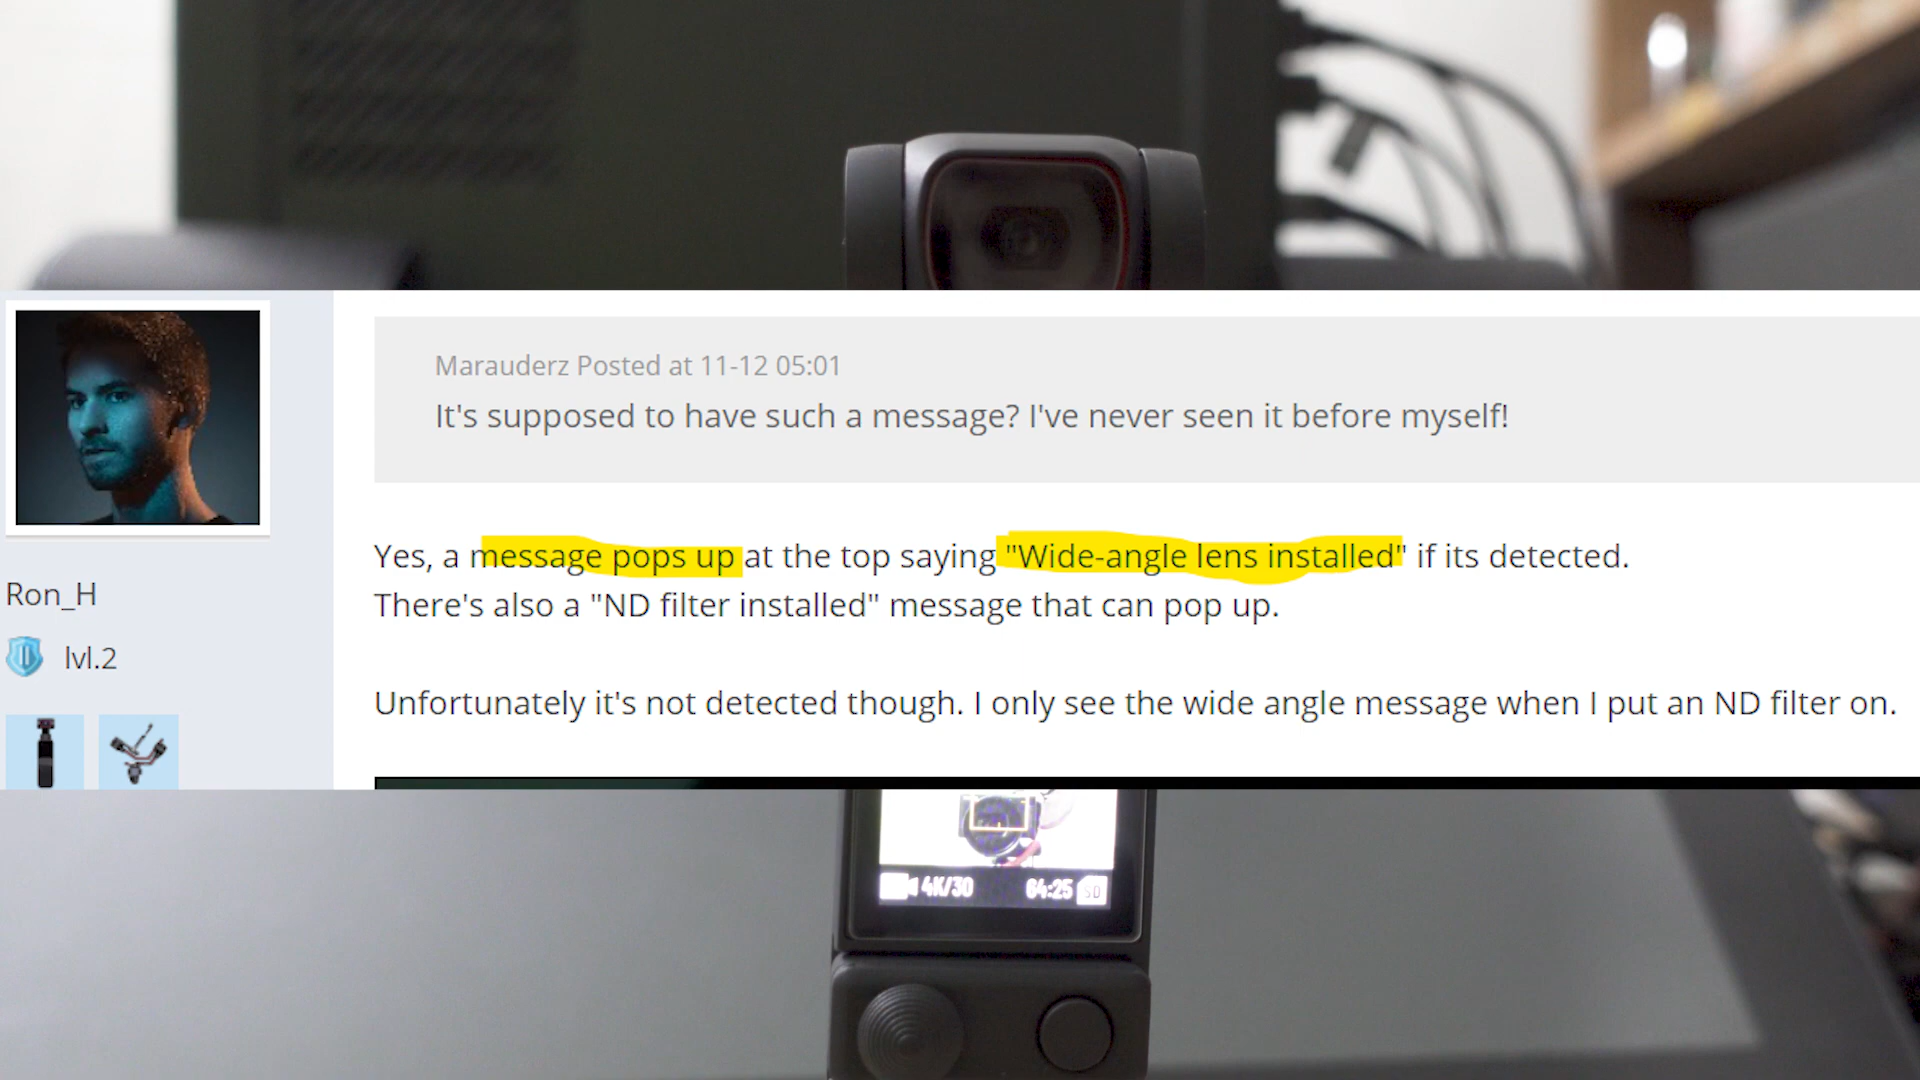 Marauderz Posted at 11-12 05:01
It's supposed to have such a message? I've never seen it before myself!
Yes, a message pops up at the top saying "Wide-angle lens installed" if its detected.
There's also a "ND filter installed" message that can pop up.
Unfortunately it's not detected though. I only see the wide angle message when I put an ND filter on.
Ron_H
lvl.2
4K/30 64:25 SD